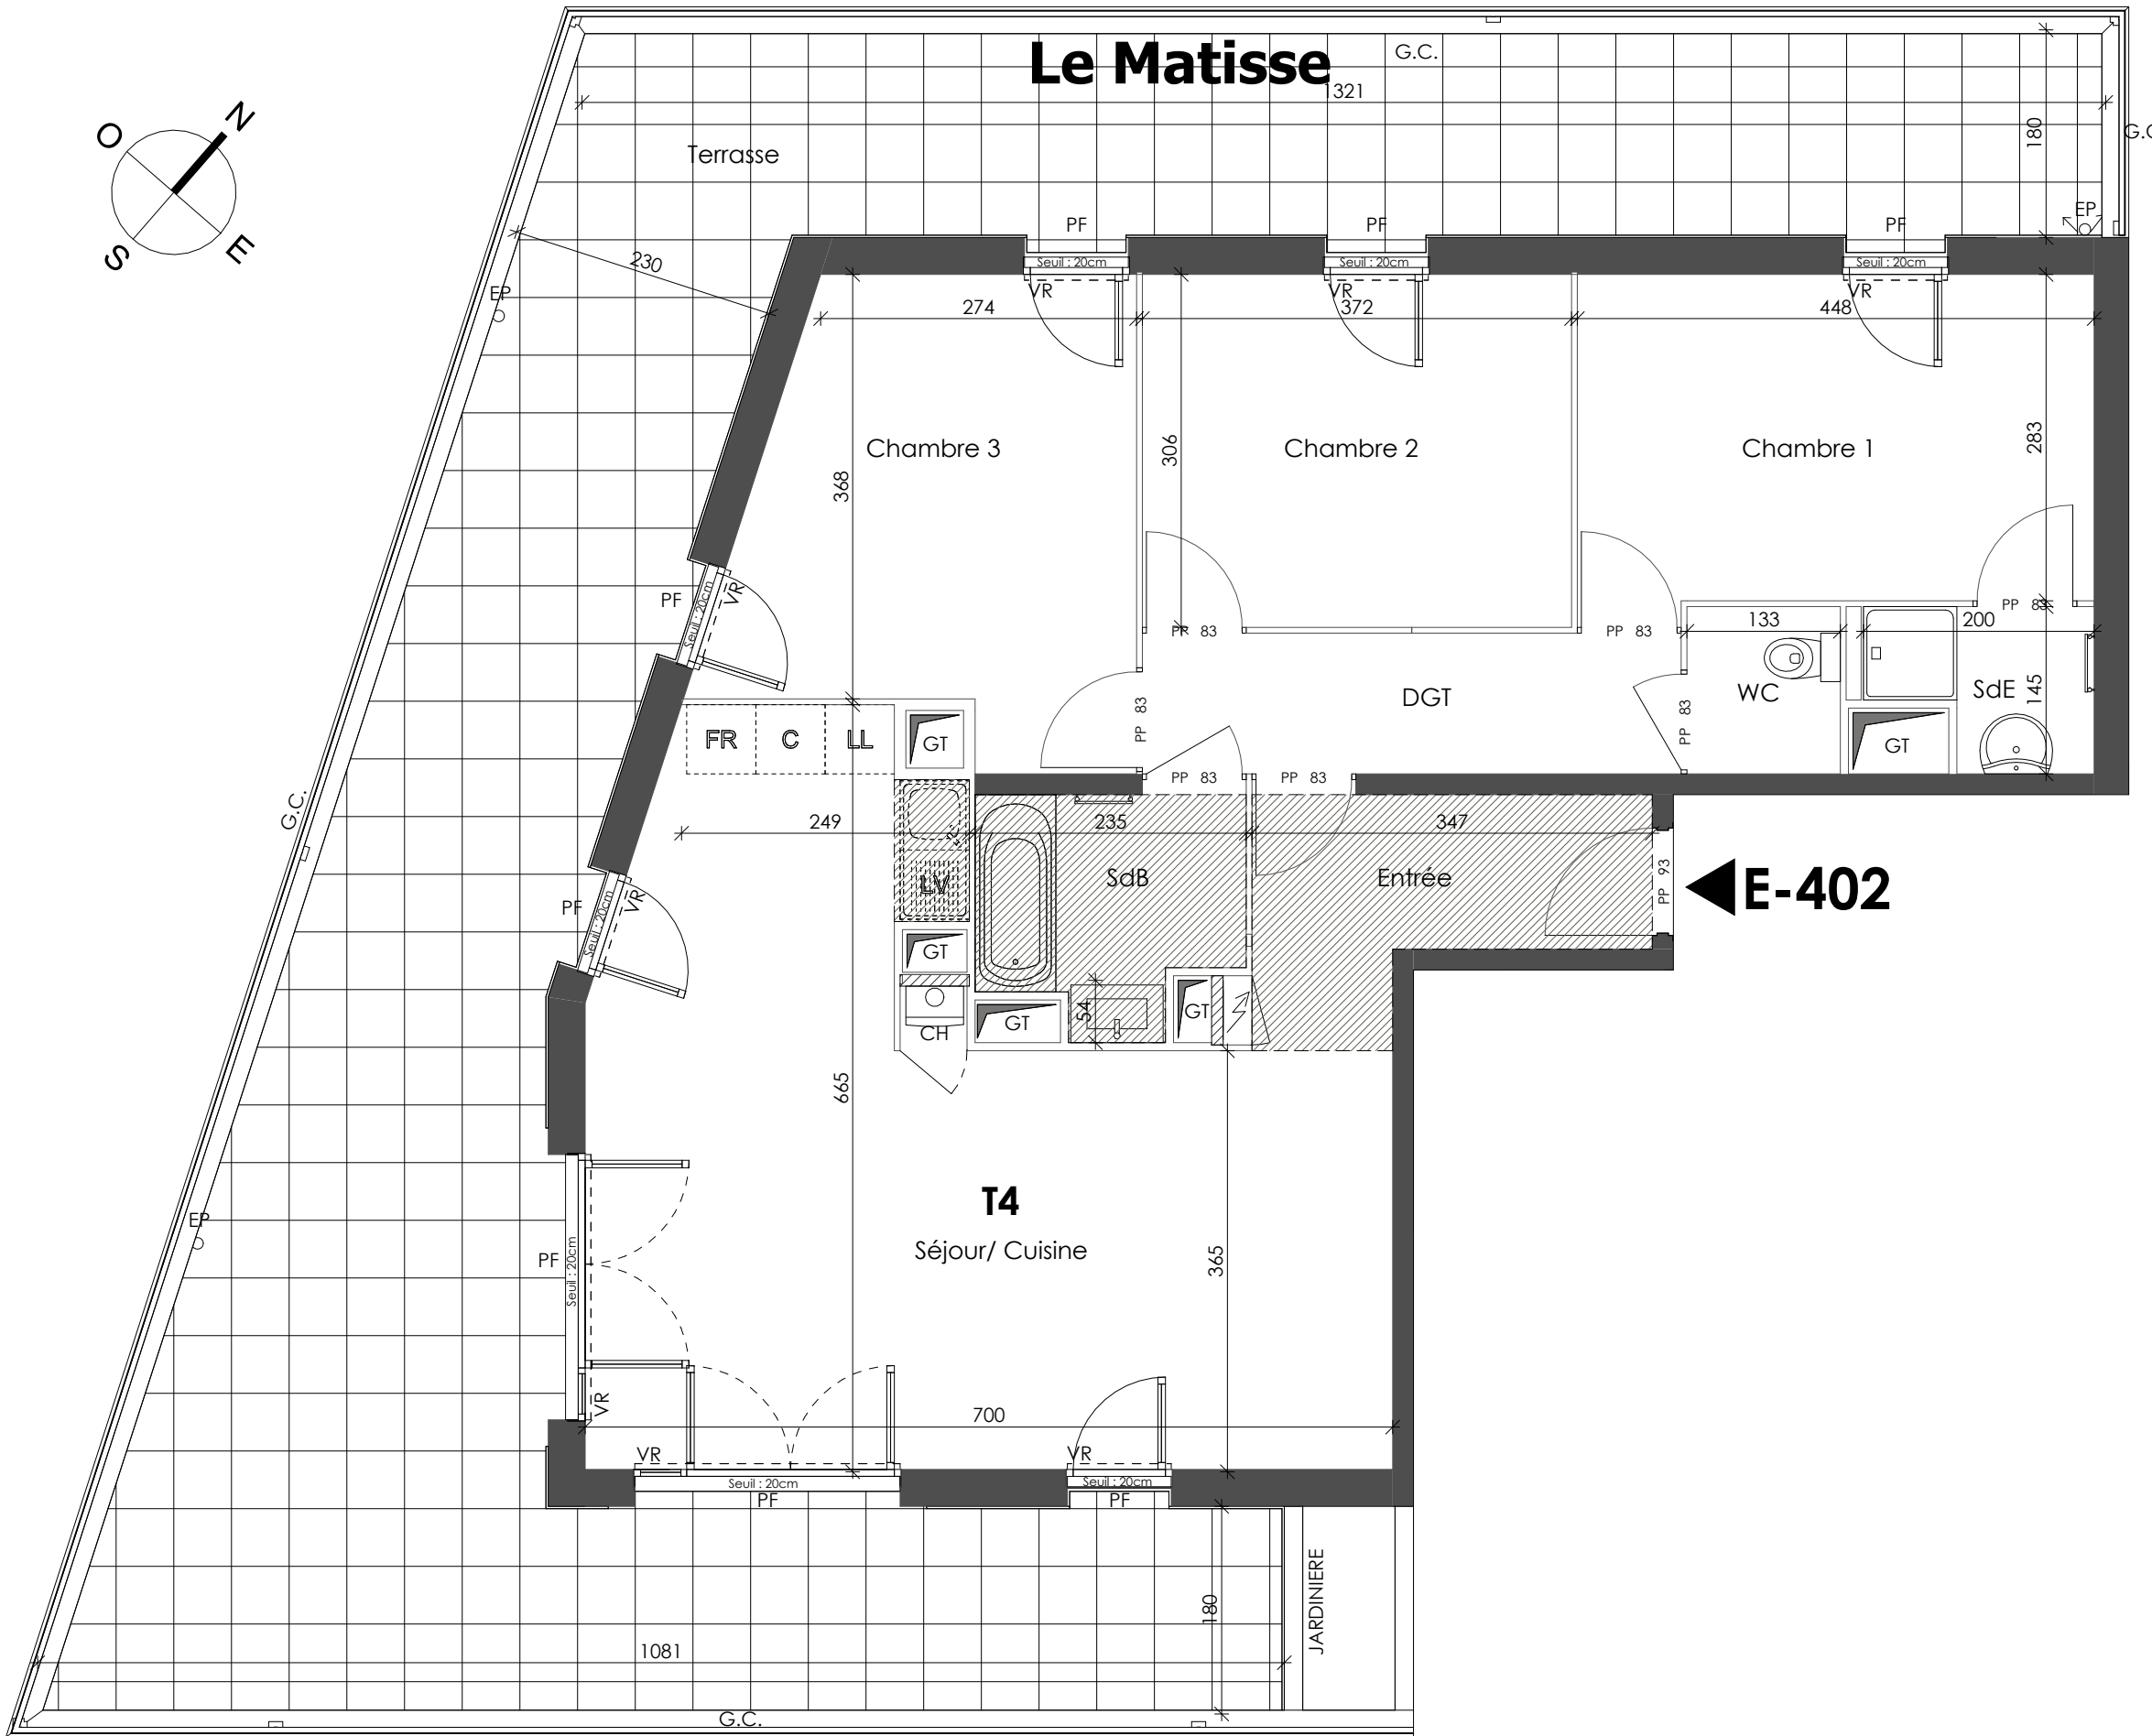 Le Matisse
G.C.
1321
N
O
S
E
Terrasse
180
G.C
EP
PF
PF
PF
Seuil : 20cm
Seuil : 20cm
Seuil : 20cm
VR
VR
VR
230
EP
274
372
448
Chambre 3
Chambre 2
Chambre 1
368
306
283
PF
Seuil : 20cm
VR
PP 83
PP 83
PP 83
133
200
WC
SdE
145
DGT
PP 83
PP 83
FR
C
LL
GT
GT
PP 83
PP 83
G.C.
249
235
347
LV
SdB
Entrée
PP 93
E-402
PF
Seuil : 20cm
VR
GT
CH
GT
54
GT
665
T4
Séjour/ Cuisine
365
EP
PF
Seuil : 20cm
VR
700
VR
VR
Seuil : 20cm
Seuil : 20cm
PF
PF
180
JARDINIERE
1081
G.C.